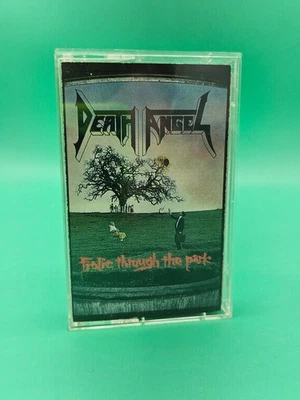 DEATH ANGEL
Frolic through the park